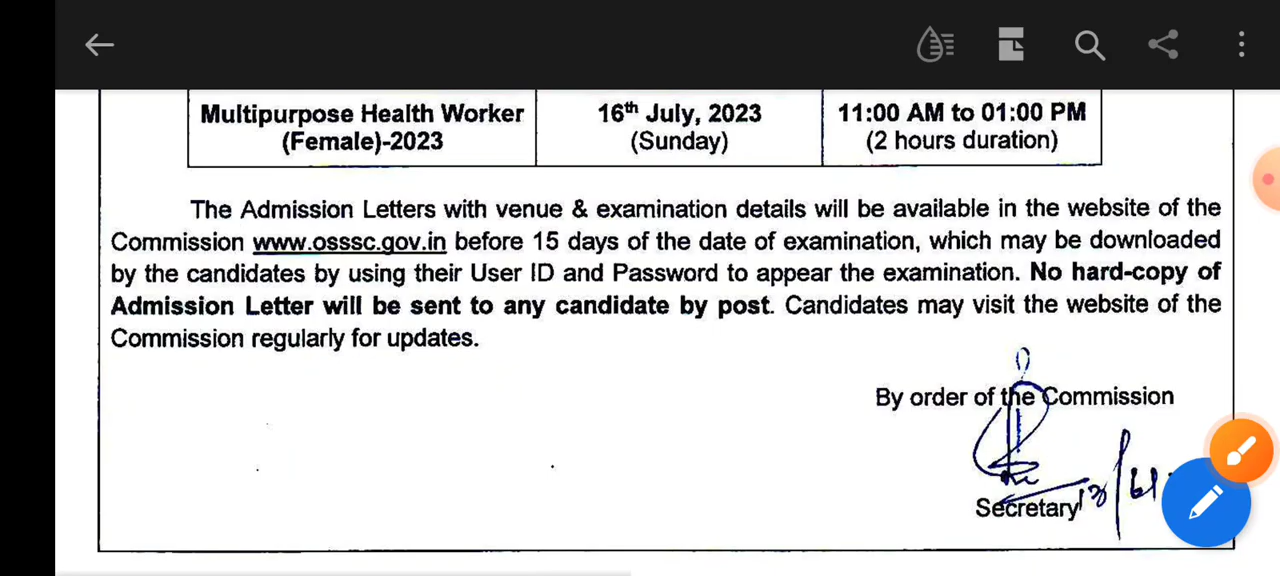 Multipurpose Health Worker 16th July, 2023 11:00 AM to 01:00 PM
(Female)-2023 (Sunday) (2 hours duration)
The Admission Letters with venue & examination details will be available in the website of the
Commission www.osssc.gov.in before 15 days of the date of examination, which may be downloaded
by the candidates by using their User ID and Password to appear the examination. No hard-copy of
Admission Letter will be sent to any candidate by post. Candidates may visit the website of the
Commission regularly for updates.
By order of the Commission
Secretary